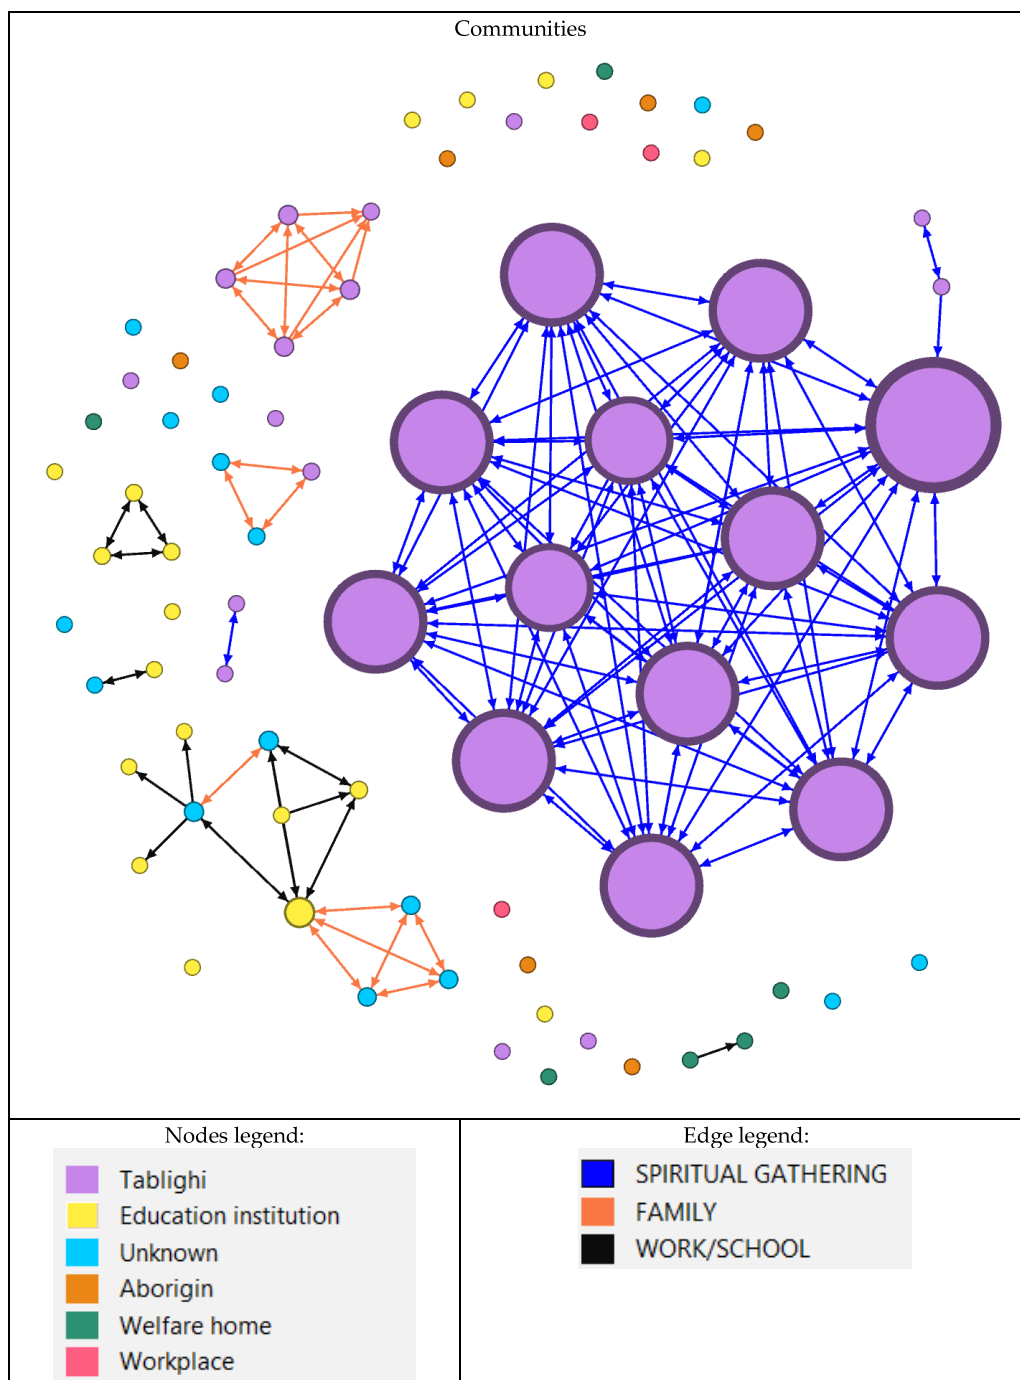 Communities
Nodes legend:
Tablighi
Education institution
Unknown
Aborigin
Welfare home
Workplace
Edge legend:
SPIRITUAL GATHERING
FAMILY
WORK/SCHOOL